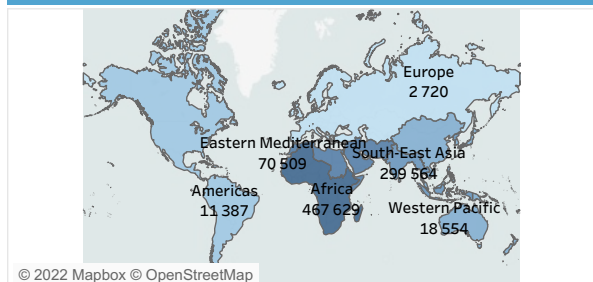 Europe
2 720
Eastern Mediterranean
70 509
South-East Asia
299 564
Americas
11 387
Africa
467 629
Western Pacific
18 554
© 2022 Mapbox © OpenStreetMap